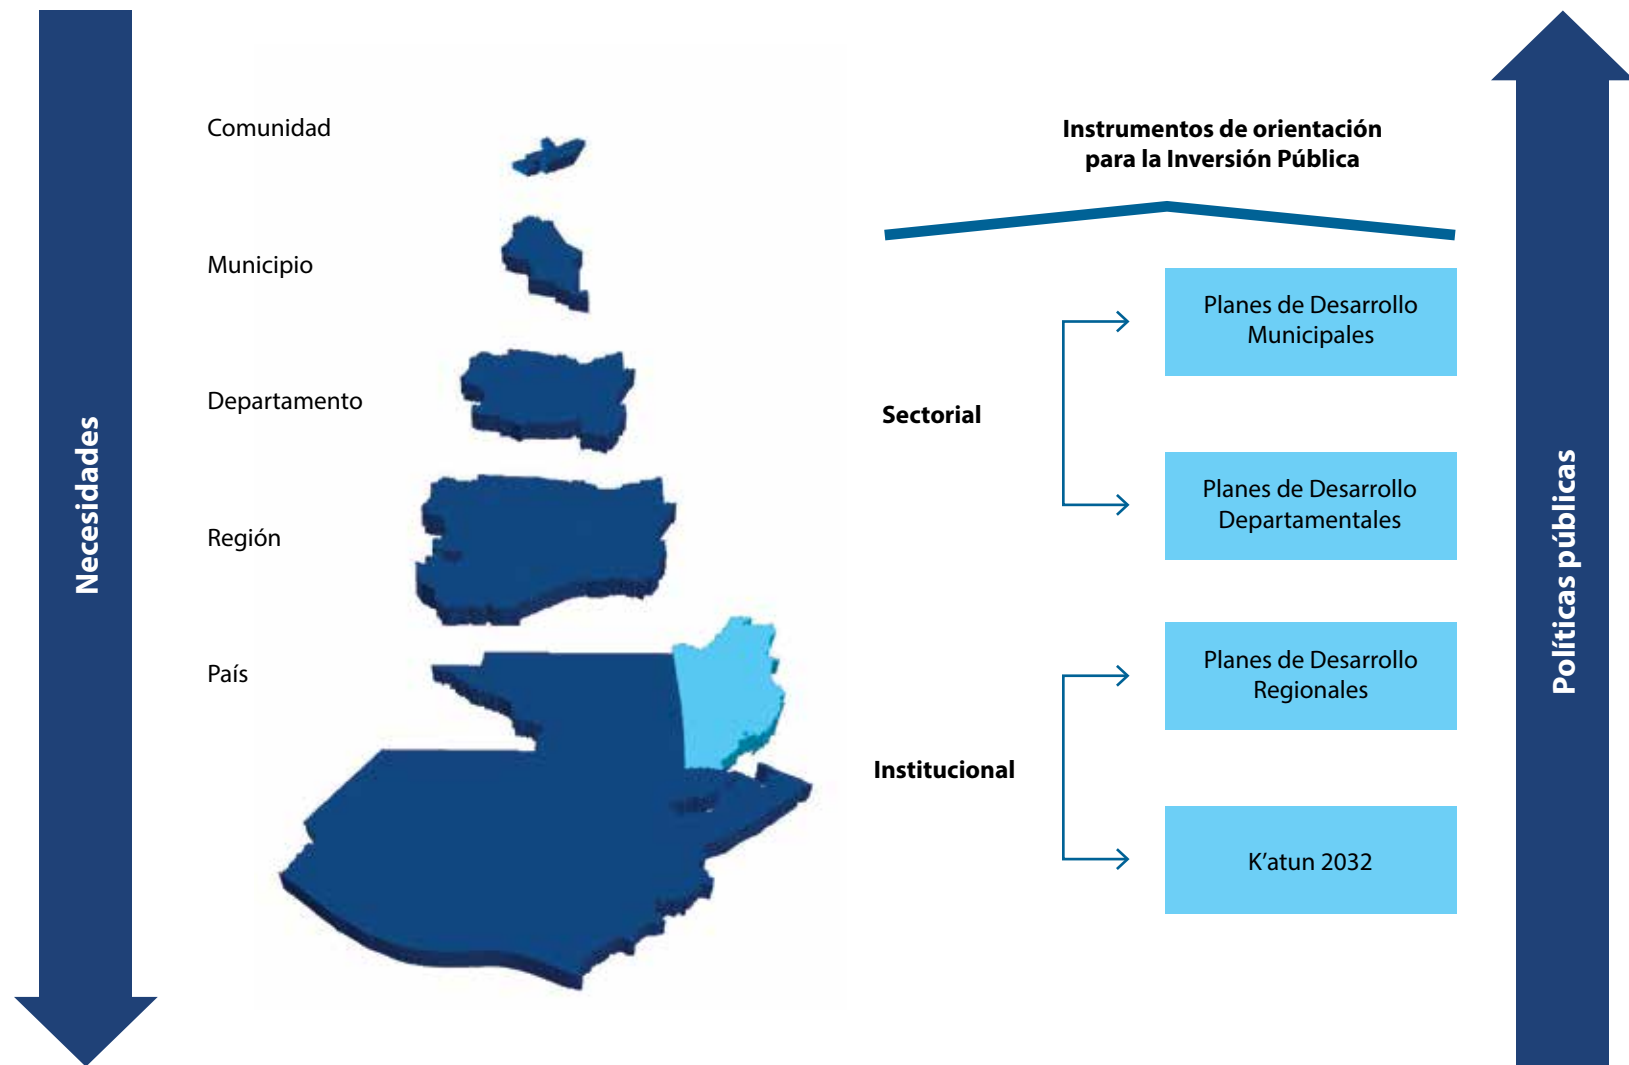 Necesidades
Comunidad
Municipio
Departamento
Región
País
Instrumentos de orientación
para la Inversión Pública
Sectorial
Planes de Desarrollo
Municipales
Planes de Desarrollo
Departamentales
Institucional
Planes de Desarrollo
Regionales
K’atun 2032
Políticas públicas